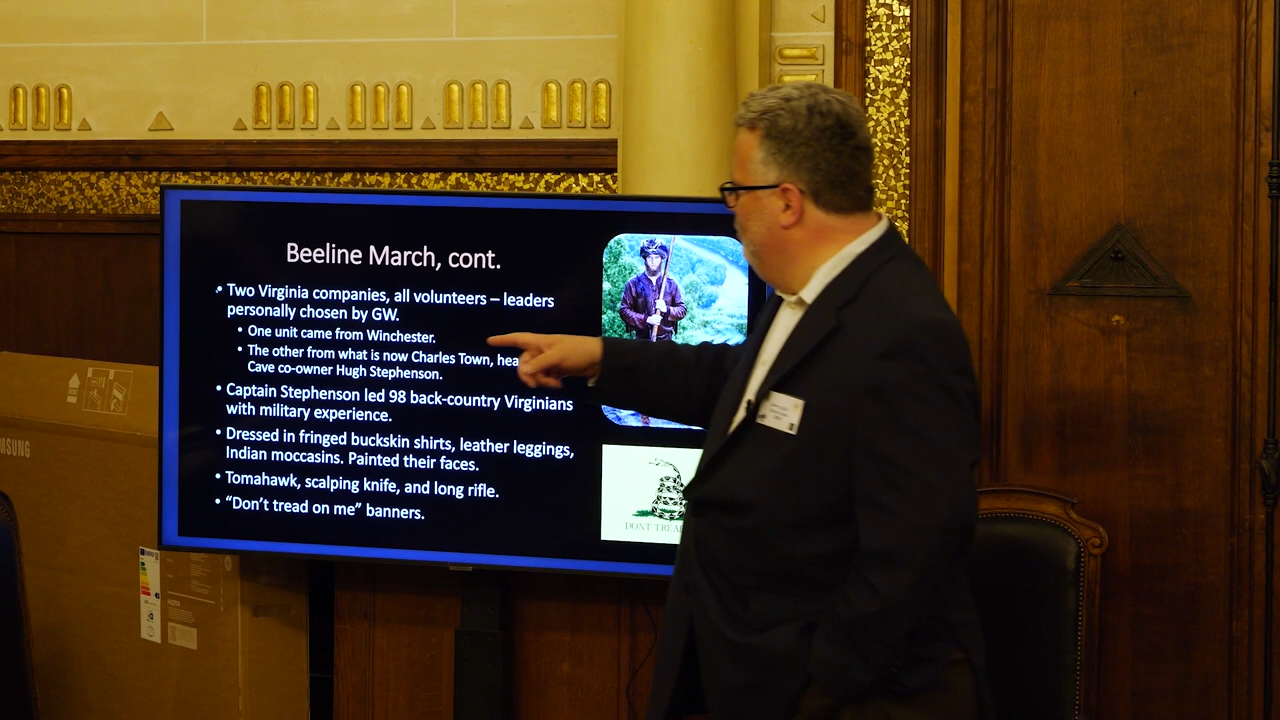 Beeline March, cont.
• Two Virginia companies, all volunteers – leaders
personally chosen by GW.
• One unit came from Winchester.
• The other from what is now Charles Town, hea
Cave co-owner Hugh Stephenson.
• Captain Stephenson led 98 back-country Virginians
with military experience.
• Dressed in fringed buckskin shirts, leather leggings,
Indian moccasins. Painted their faces.
• Tomahawk, scalping knife, and long rifle.
• “Don’t tread on me” banners.
DONT TREA
MSUNG